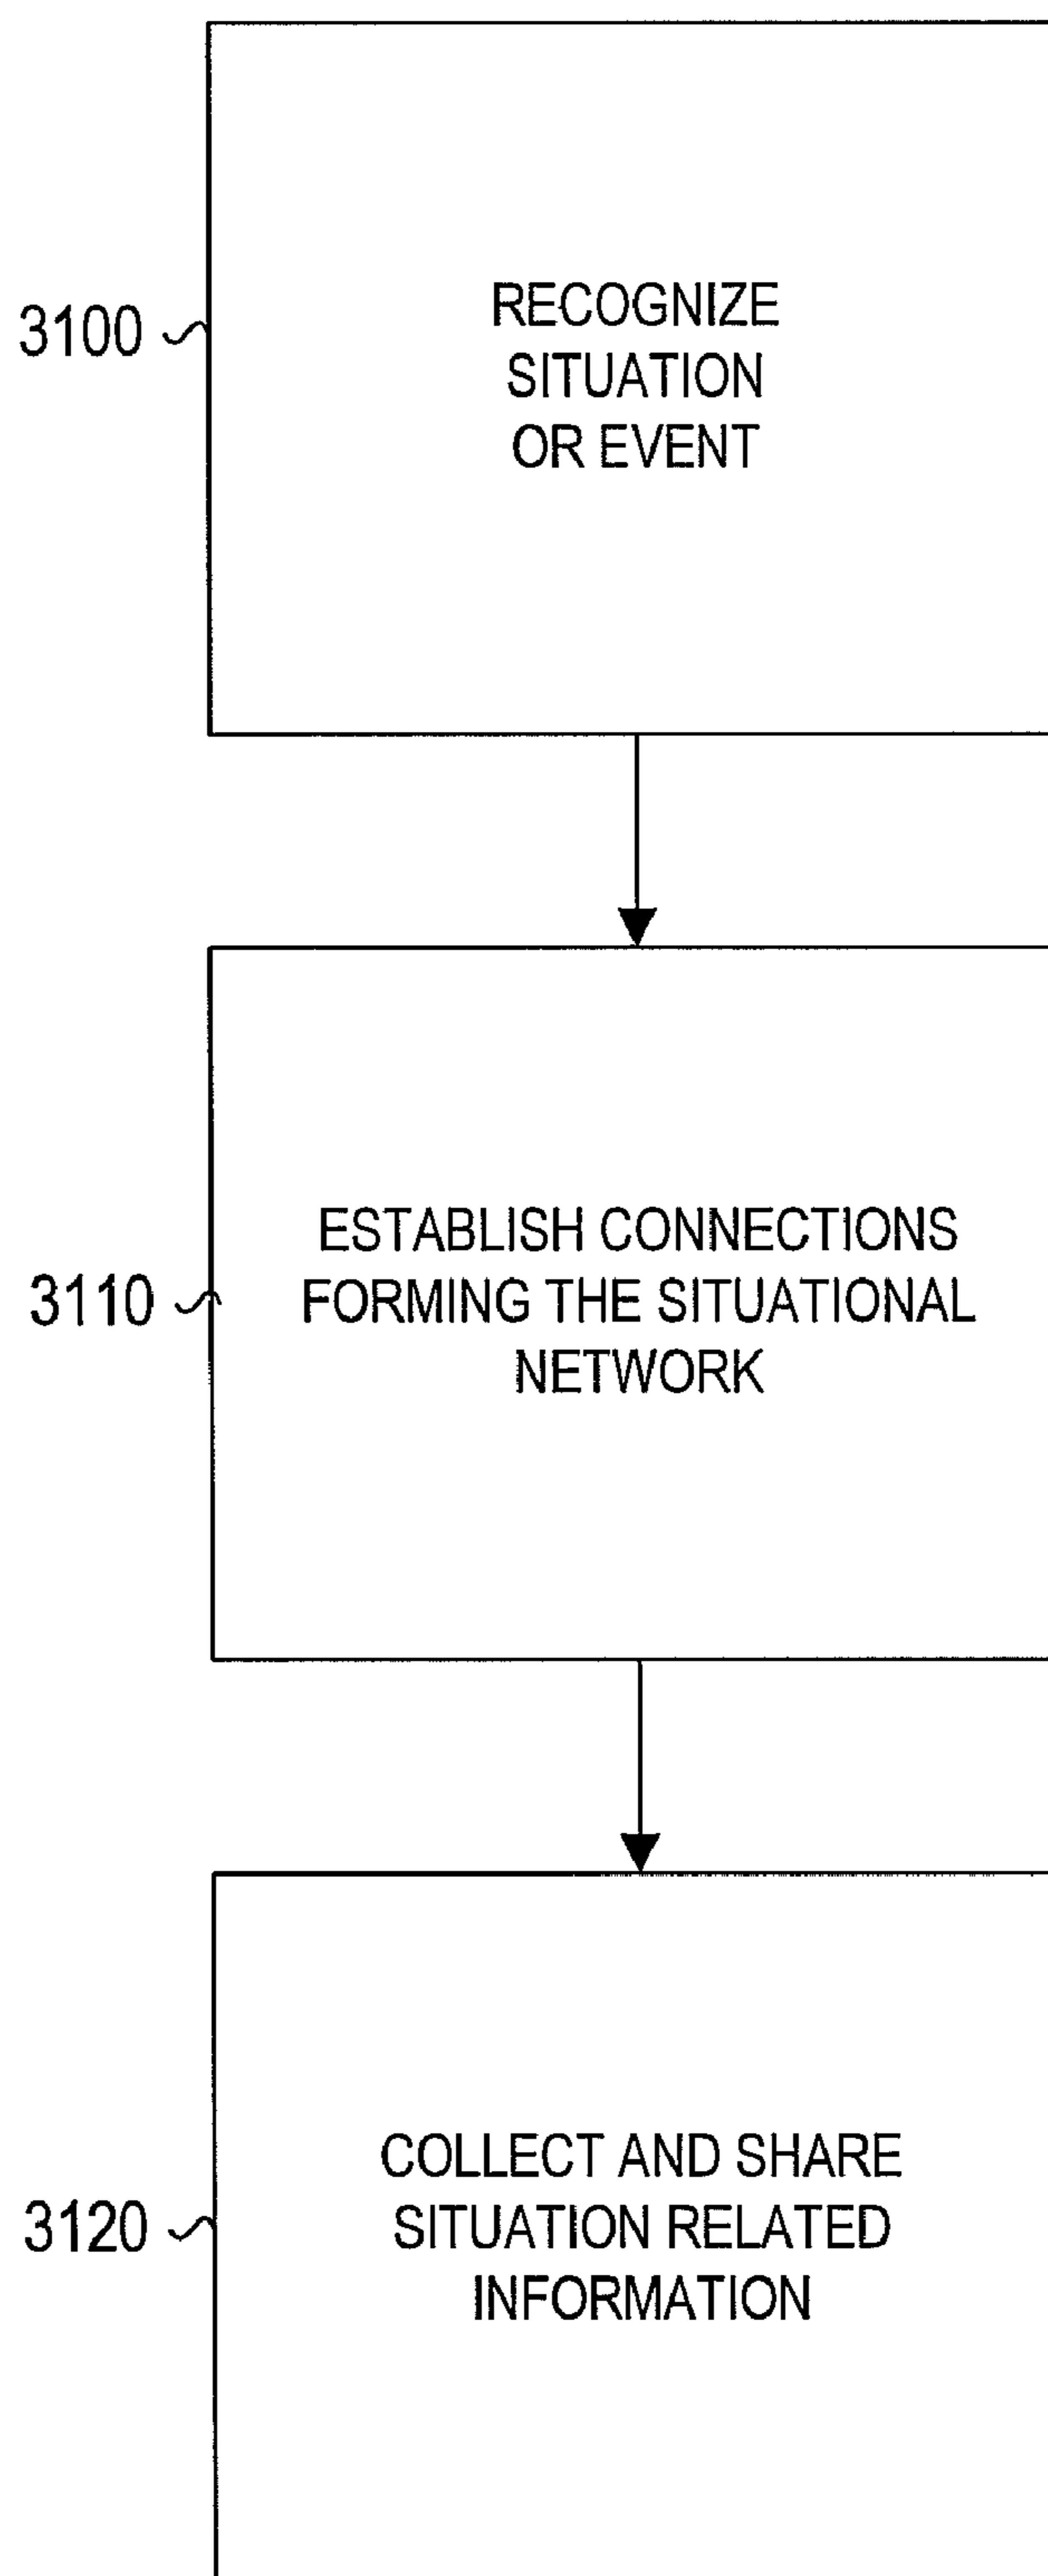 3100
RECOGNIZE
SITUATION
OR EVENT
3110
ESTABLISH CONNECTIONS
FORMING THE SITUATIONAL
NETWORK
3120
COLLECT AND SHARE
SITUATION RELATED
INFORMATION